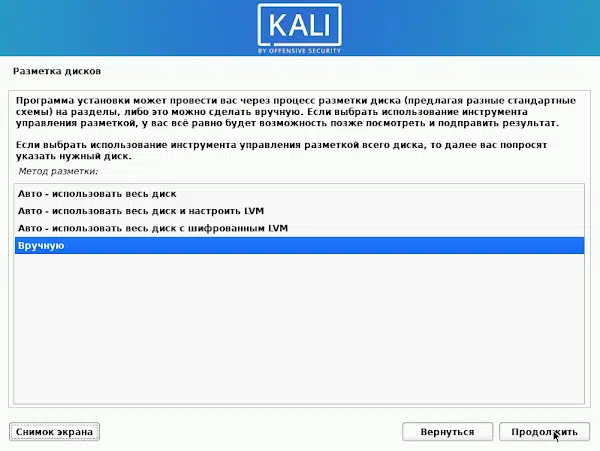 KALI
BY OFFENSIVE SECURITY
Разметка дисков
Программа установки может провести вас через процесс разметки диска (предлагая разные стандартные
схемы) на разделы, либо это можно сделать вручную. Если выбрать использование инструмента
управления разметкой, у вас всё равно будет возможность позже посмотреть и подправить результат.
Если выбрать использование инструмента управления разметкой всего диска, то далее вас попросят
указать нужный диск.
Метод разметки:
Авто - использовать весь диск
Авто - использовать весь диск и настроить LVM
Авто - использовать весь диск с шифрованным LVM
Вручную
Снимок экрана
Вернуться
Продолжить